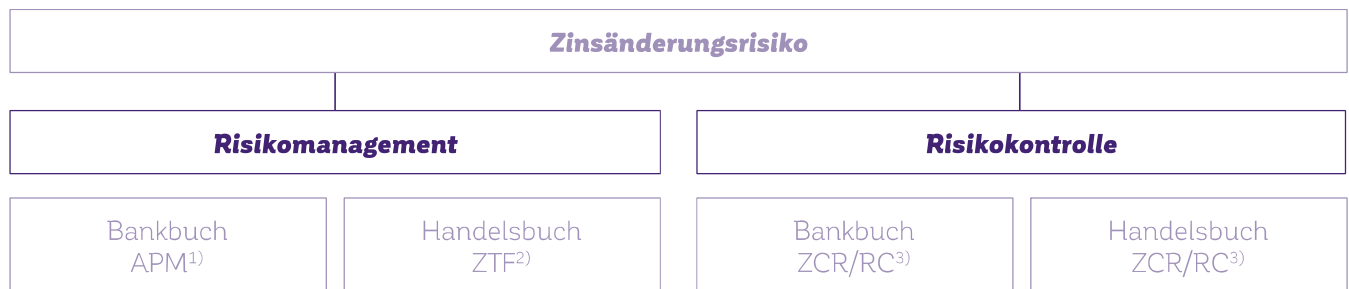 Zinsänderungsrisiko
Risikomanagement
Risikokontrolle
Bankbuch
APM1)
Handelsbuch
ZTF2)
Bankbuch
ZCR/RC3)
Handelsbuch
ZCR/RC3)